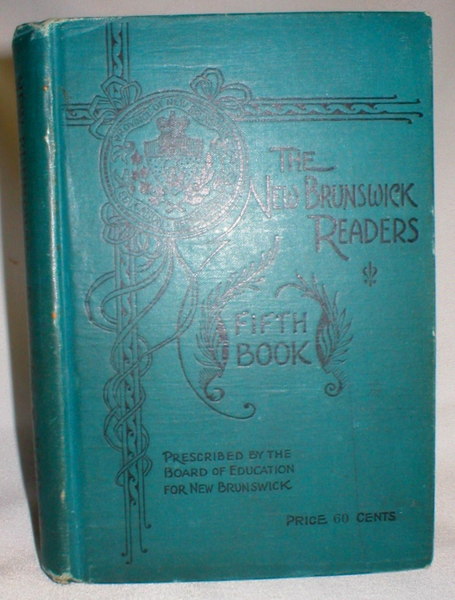 THE
NEW BRUNSWICK
READERS
FIFTH
BOOK
PRESCRIBED BY THE
BOARD OF EDUCATION
FOR NEW BRUNSWICK
PRICE 60 CENTS